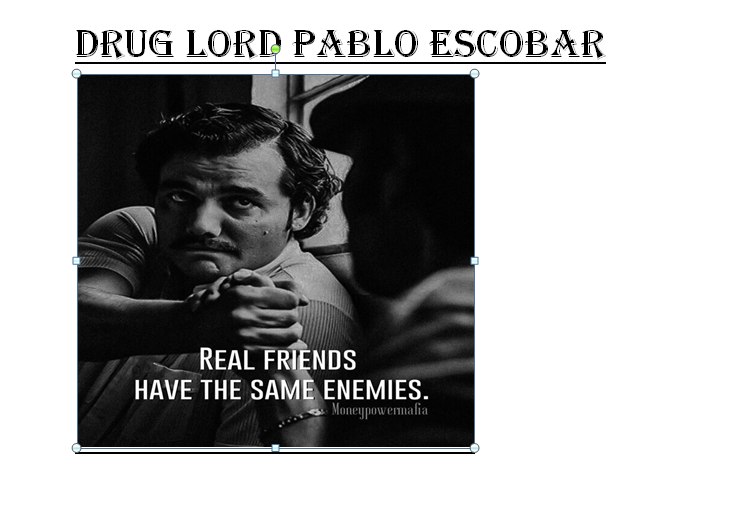 DRUG LORD PABLO ESCOBAR
REAL FRIENDS
HAVE THE SAME ENEMIES.
Moneypowermafia